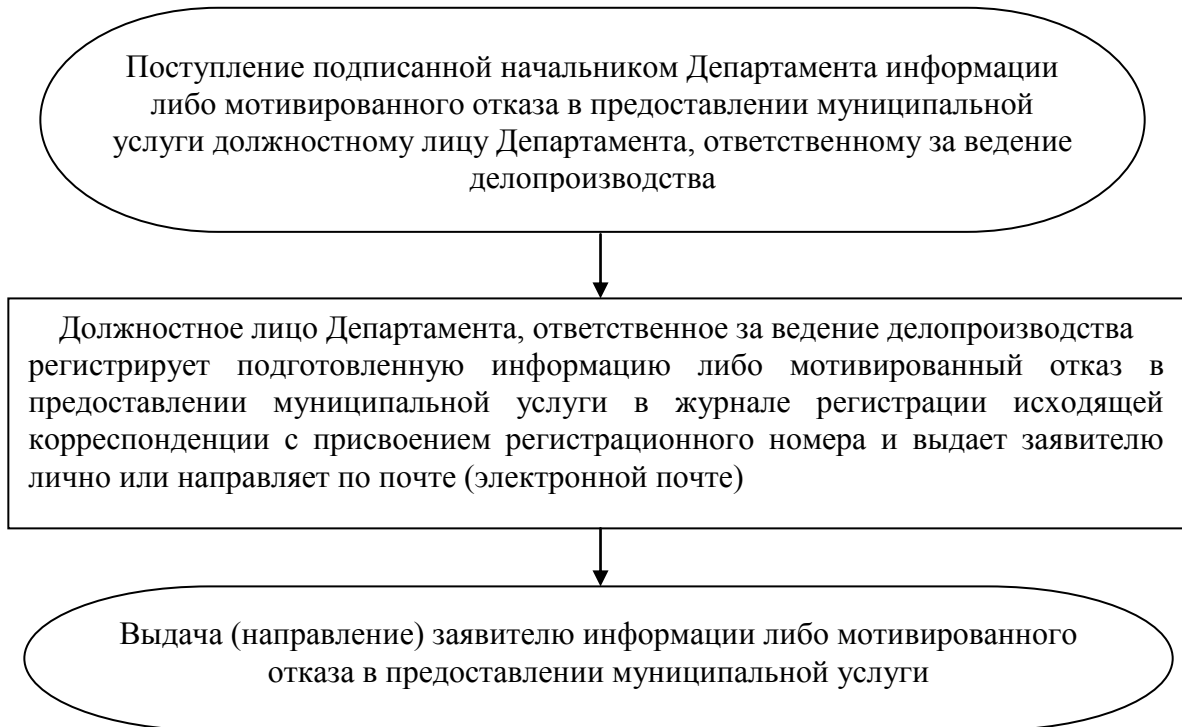 Поступление подписанной начальником Департамента информации
либо мотивированного отказа в предоставлении муниципальной
услуги должностному лицу Департамента, ответственному за ведение
делопроизводства
Должностное лицо Департамента, ответственное за ведение делопроизводства
регистрирует подготовленную информацию либо мотивированный отказ в
предоставлении муниципальной услуги в журнале регистрации исходящей
корреспонденции с присвоением регистрационного номера и выдает заявителю
лично или направляет по почте (электронной почте)
Выдача (направление) заявителю информации либо мотивированного
отказа в предоставлении муниципальной услуги